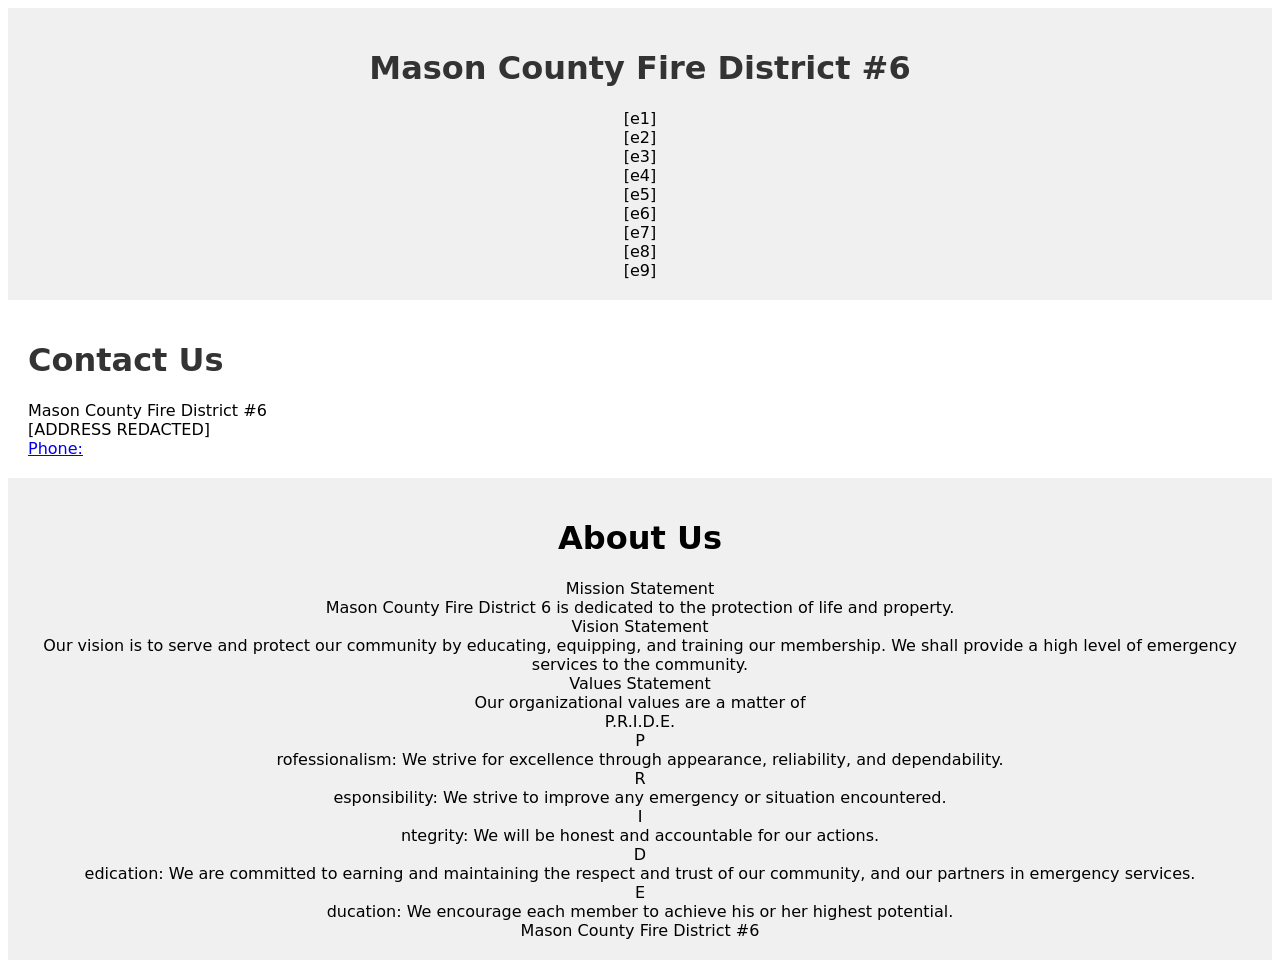 Mason County Fire District #6
[e1]
[e2]
[e3]
[e4]
[e5]
[e6]
[e7]
[e8]
[e9]
Contact Us
Mason County Fire District #6
[ADDRESS REDACTED]
Phone:
About Us
Mission Statement
Mason County Fire District 6 is dedicated to the protection of life and property.
Vision Statement
Our vision is to serve and protect our community by educating, equipping, and training our membership. We shall provide a high level of emergency
services to the community.
Values Statement
Our organizational values are a matter of
P.R.I.D.E.
P
rofessionalism: We strive for excellence through appearance, reliability, and dependability.
R
esponsibility: We strive to improve any emergency or situation encountered.
I
ntegrity: We will be honest and accountable for our actions.
D
edication: We are committed to earning and maintaining the respect and trust of our community, and our partners in emergency services.
E
ducation: We encourage each member to achieve his or her highest potential.
Mason County Fire District #6